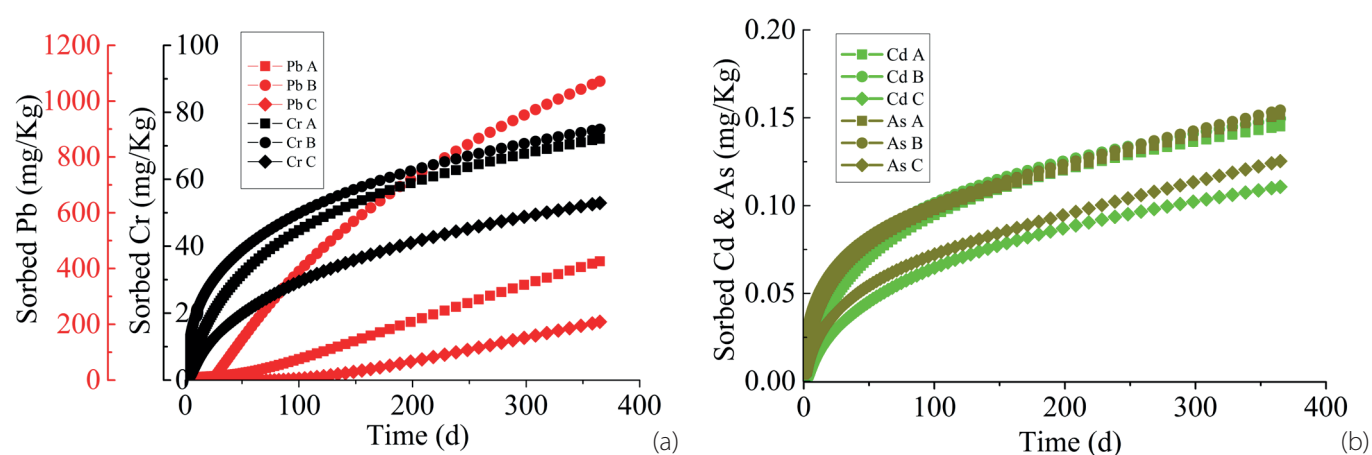 Sorbed Pb (mg/Kg)
1200
1000
800
600
400
200
0
Sorbed Cr (mg/Kg)
100
80
60
40
20
0
Pb A
Pb B
Pb C
Cr A
Cr B
Cr C
0
100
200
300
400
Time (d)
(a)
Sorbed Cd & As (mg/Kg)
0.20
0.15
0.10
0.05
0.00
Cd A
Cd B
Cd C
As A
As B
As C
0
100
200
300
400
Time (d)
(b)